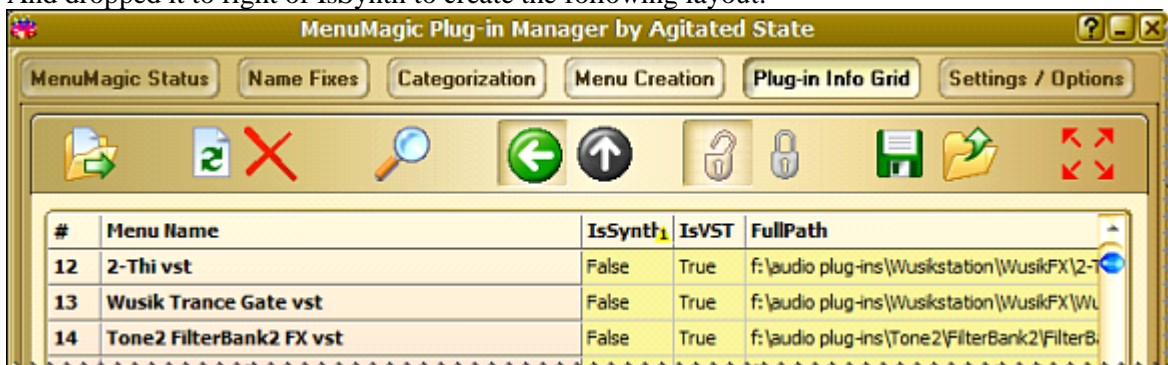 And dropped it to right of IsSynth to create the following layout.
MenuMagic Plug-in Manager by Agitated State
MenuMagic Status Name Fixes Categorization Menu Creation Plug-in Info Grid Settings / Options
# Menu Name IsSynth 1 IsVST FullPath
12 2-Thi vst False True f:\audio plug-ins\Wusikstation\WusikFX\2-T
13 Wusik Trance Gate vst False True f:\audio plug-ins\Wusikstation\WusikFX\Wu
14 Tone2 FilterBank2 FX vst False True f:\audio plug-ins\Tone2\FilterBank2\FilterBa